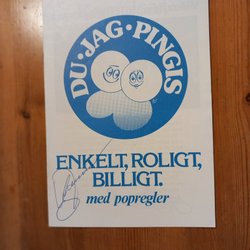 DU•JAG•PINGIS
ENKELT, ROLIGT,
BILLIGT.
med popregler